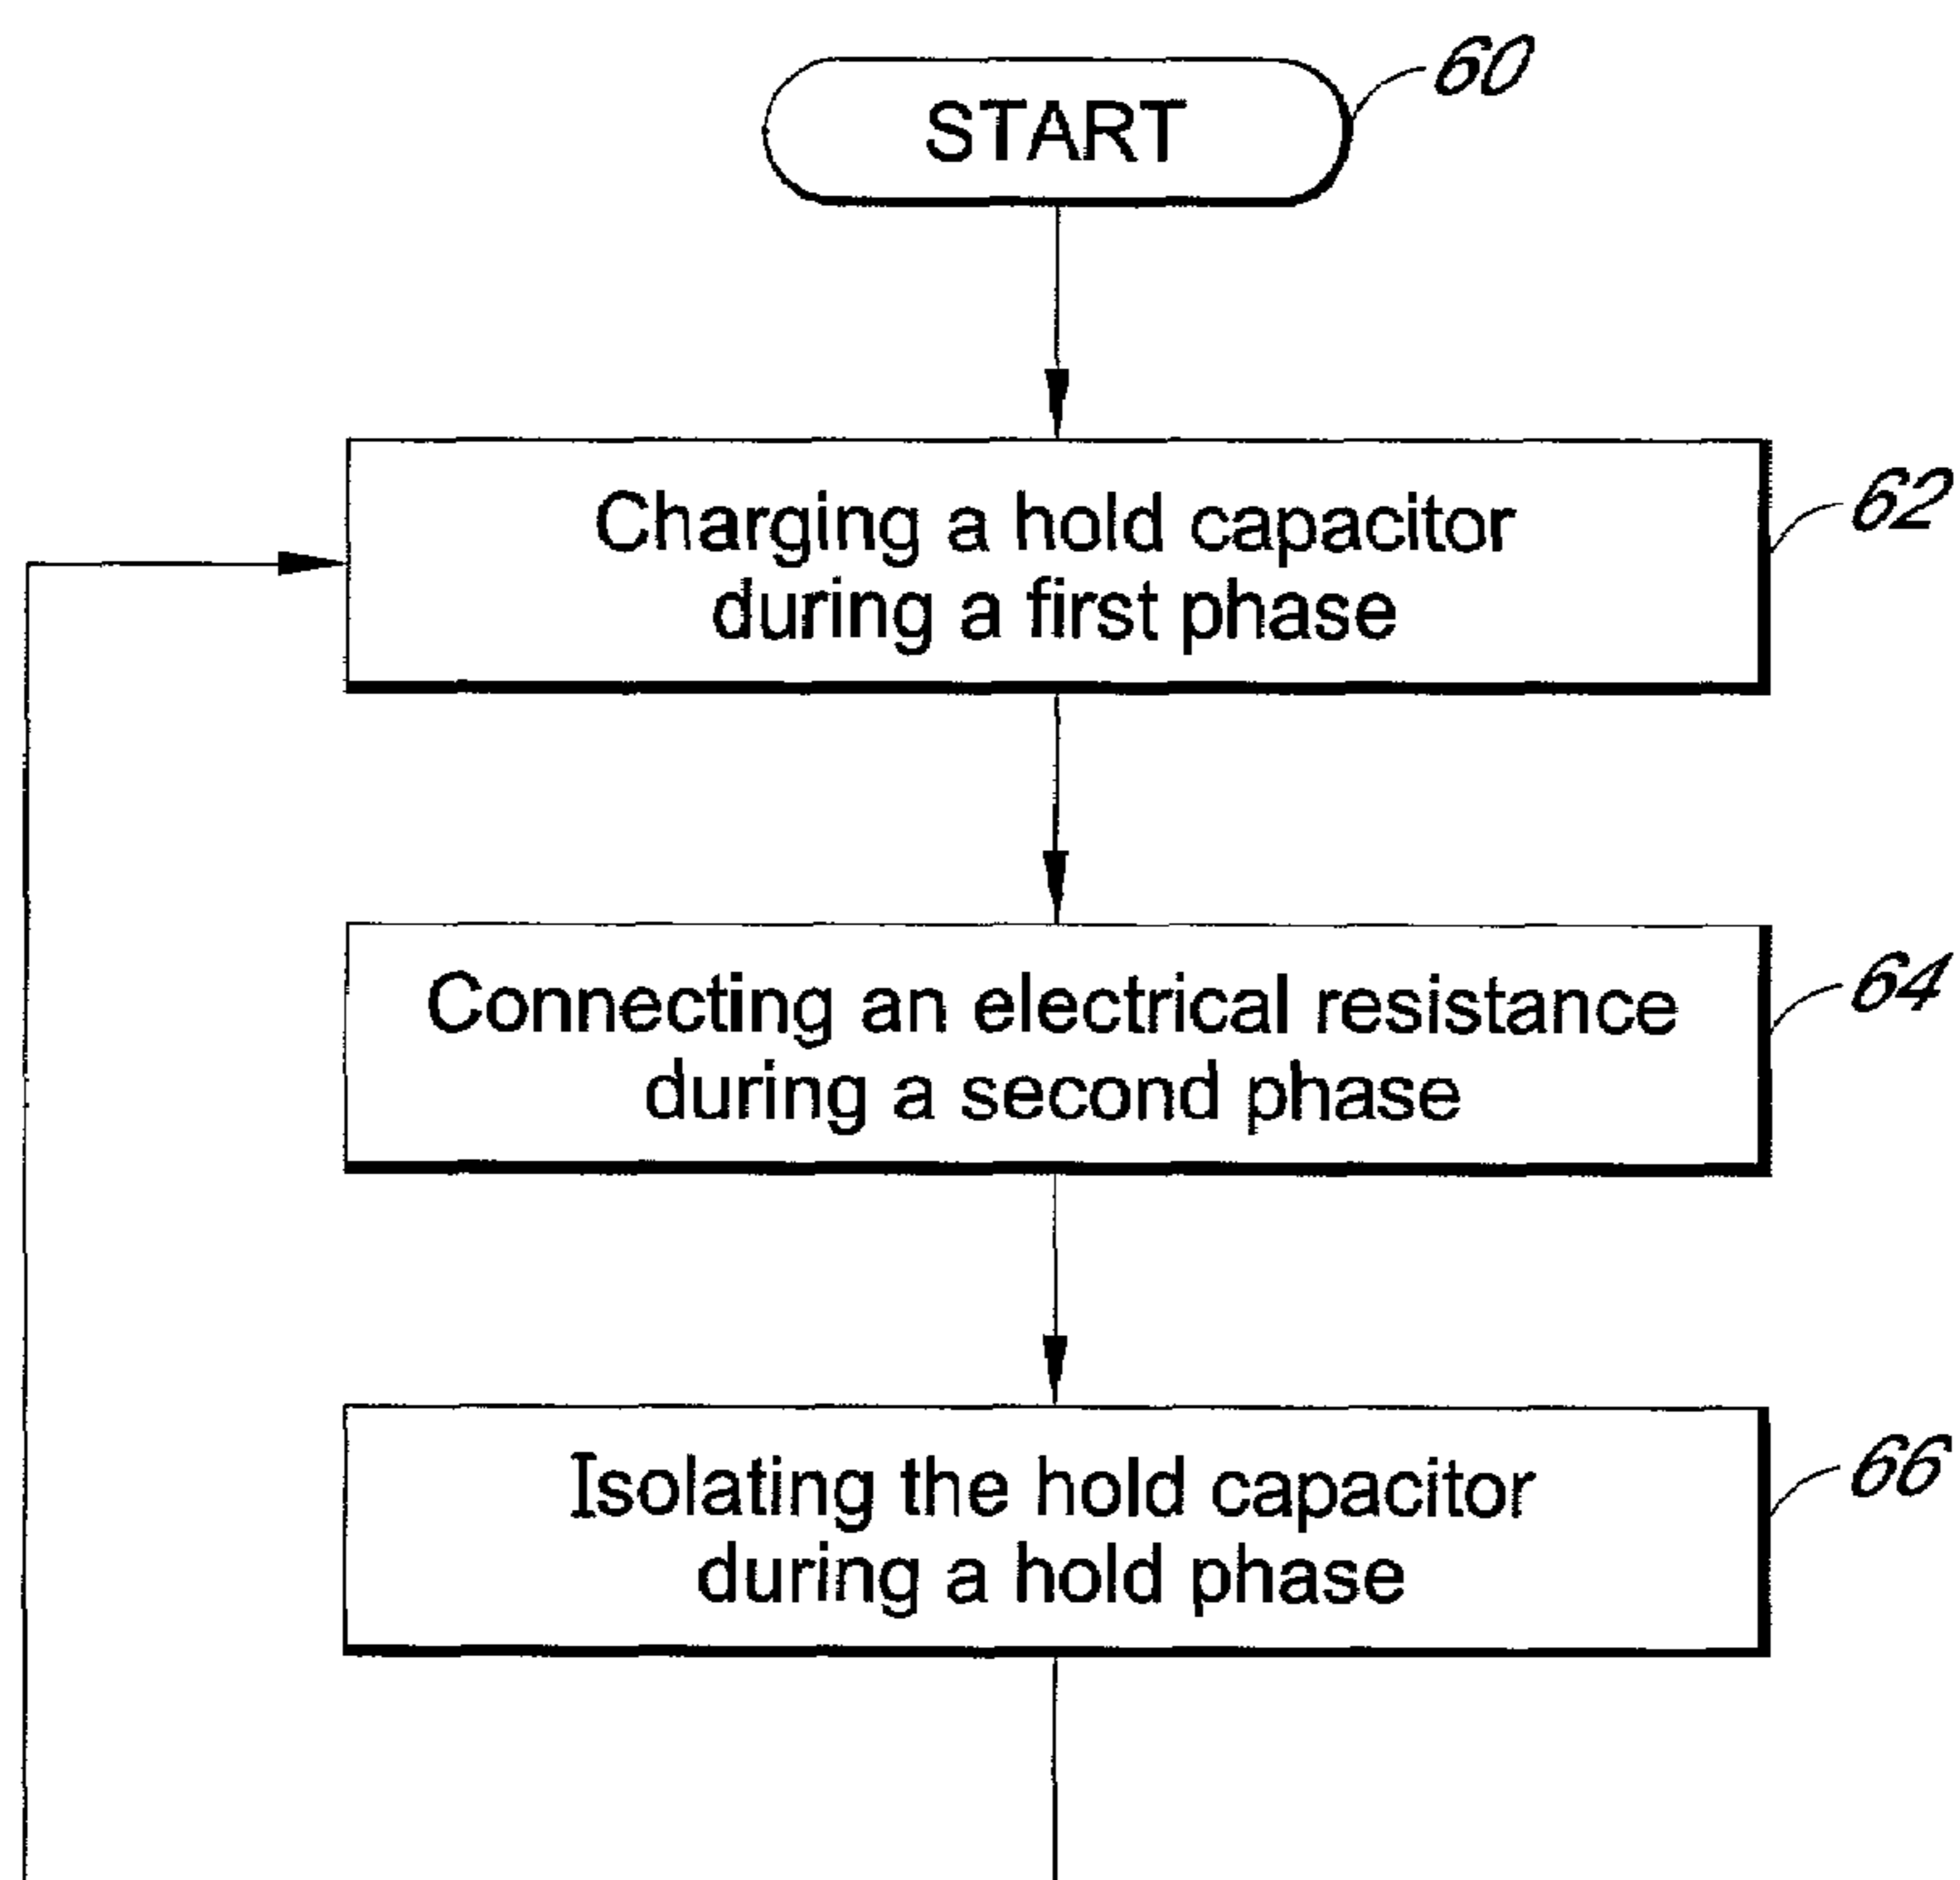 START
60
Charging a hold capacitor
during a first phase
62
Connecting an electrical resistance
during a second phase
64
Isolating the hold capacitor
during a hold phase
66